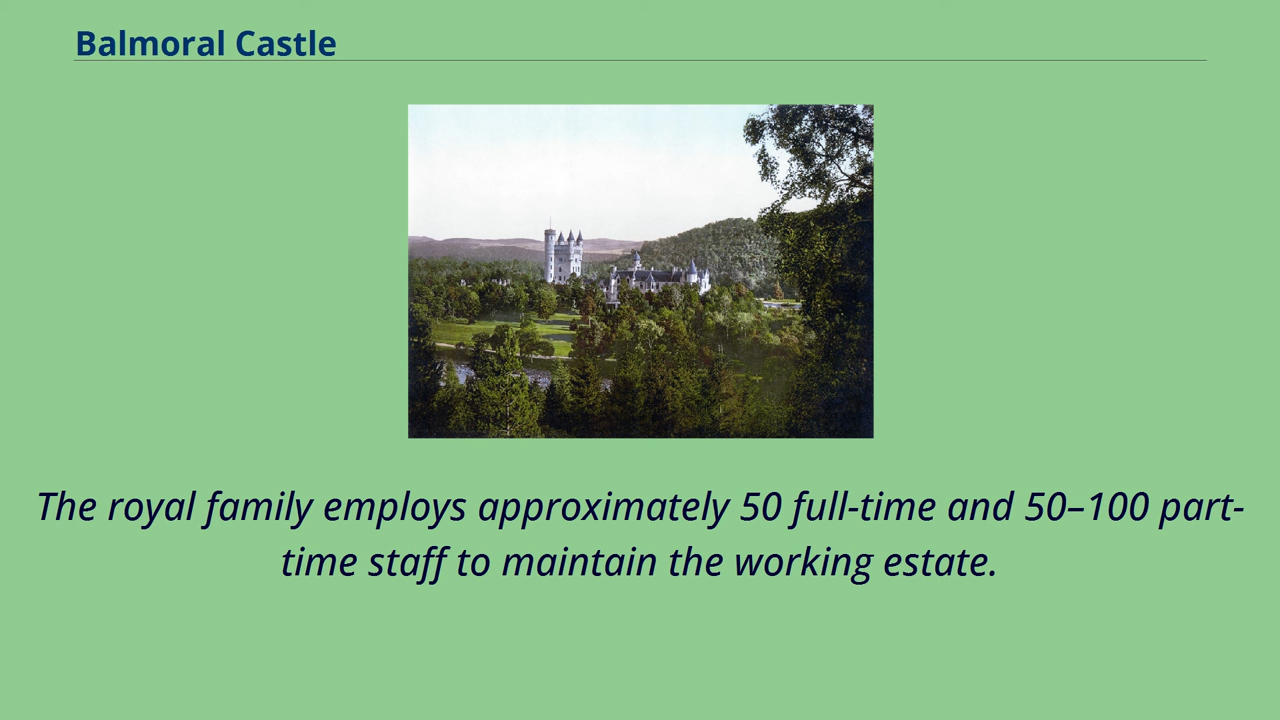 Balmoral Castle
The royal family employs approximately 50 full-time and 50–100 part-
time staff to maintain the working estate.